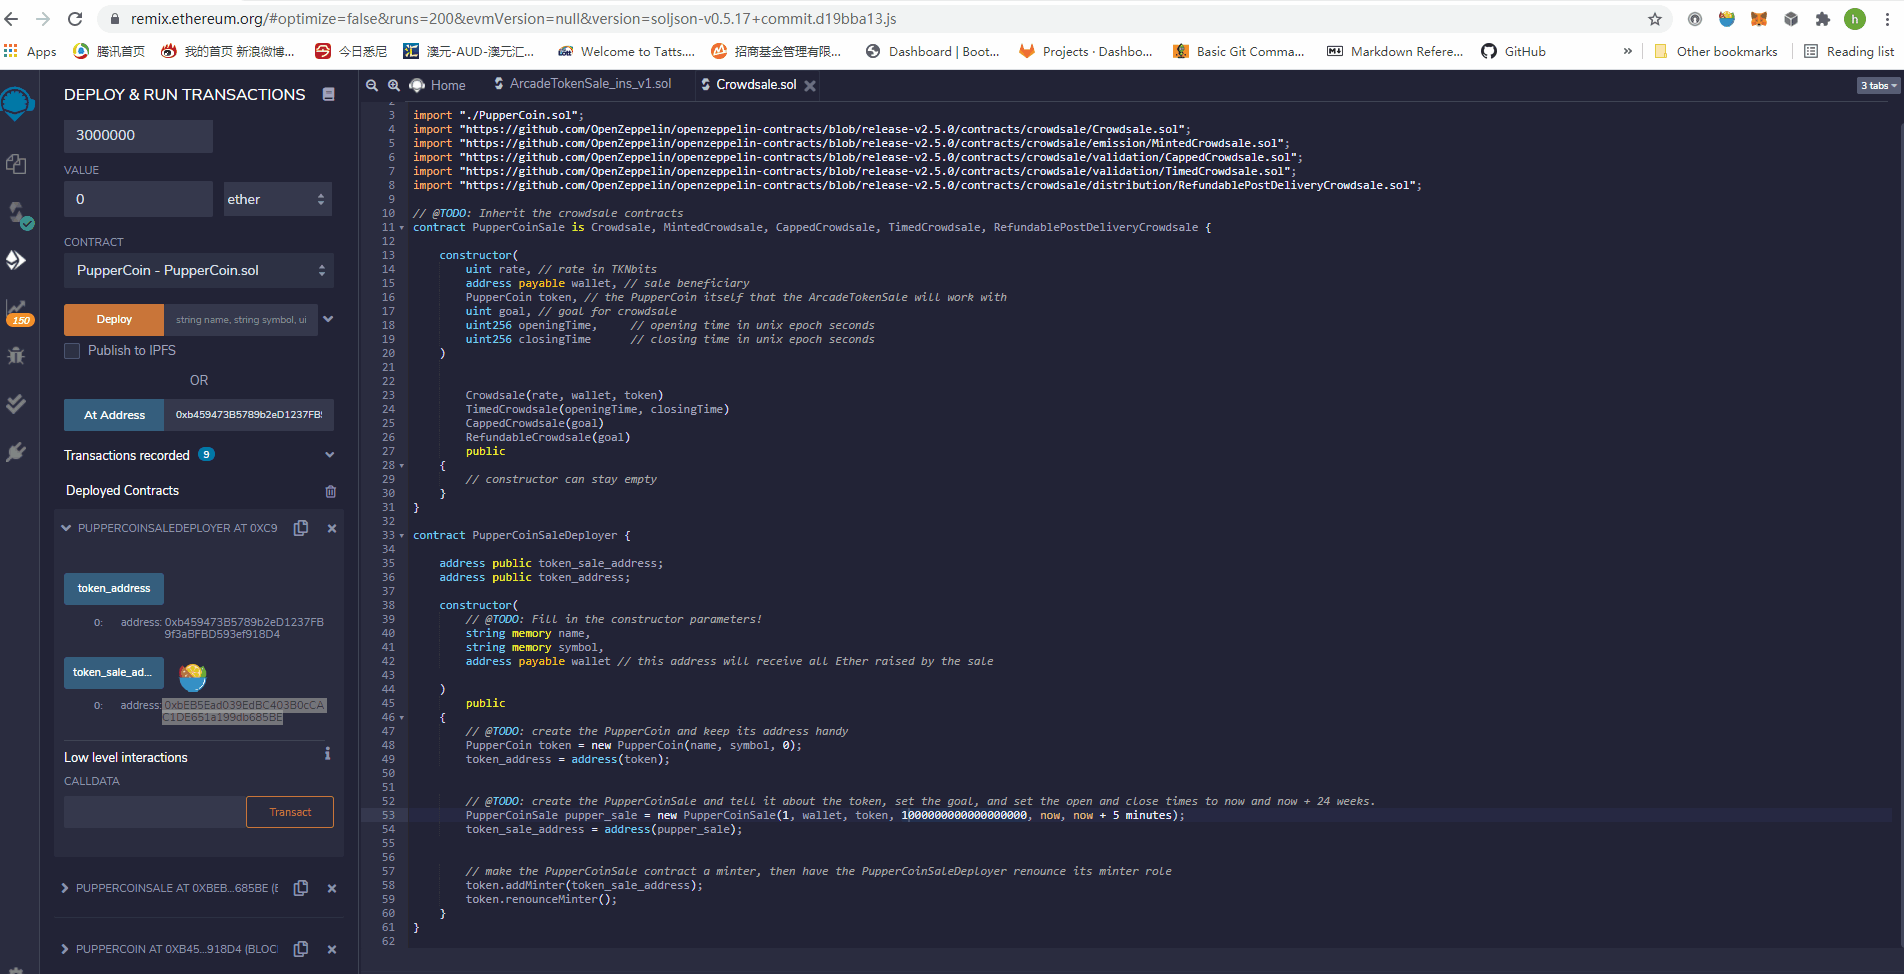 remix.ethereum.org/#optimize=false&runs=200&evmVersion=null&version=soljson-v0.5.17+commit.d19bba13.js
h
Apps
腾讯首页
我的首页 新浪微博...
今日悉尼
澳元-AUD-澳元汇...
Welcome to Tatts....
招商基金管理有限...
Dashboard | Boot...
Projects · Dashbo...
Basic Git Comma...
Markdown Refere...
GitHub
»
Other bookmarks
Reading list
DEPLOY & RUN TRANSACTIONS
3000000
VALUE
0
ether
CONTRACT
PupperCoin - PupperCoin.sol
Deploy
string name, string symbol, ui
Publish to IPFS
OR
At Address
0xb459473B5789b2eD1237FB
Transactions recorded 9
Deployed Contracts
PUPPERCOINSALEDEPLOYER AT 0XC9
token_address
0: address: 0xb459473B5789b2eD1237FB
9f3aBFBD593ef918D4
token_sale_ad...
0: address: 0xbEB5Ead039EdBC403B0cCA
C1DE651a199db685BE
Low level interactions
CALLDATA
Transact
PUPPERCOINSALE AT 0XBEB...685BE (E
PUPPERCOIN AT 0XB45...918D4 (BLOC
150
Home
ArcadeTokenSale_ins_v1.sol
Crowdsale.sol
3 tabs
2
3 import "./PupperCoin.sol";
4 import "https://github.com/OpenZeppelin/openzeppelin-contracts/blob/release-v2.5.0/contracts/crowdsale/Crowdsale.sol";
5 import "https://github.com/OpenZeppelin/openzeppelin-contracts/blob/release-v2.5.0/contracts/crowdsale/emission/MintedCrowdsale.sol";
6 import "https://github.com/OpenZeppelin/openzeppelin-contracts/blob/release-v2.5.0/contracts/crowdsale/validation/CappedCrowdsale.sol";
7 import "https://github.com/OpenZeppelin/openzeppelin-contracts/blob/release-v2.5.0/contracts/crowdsale/validation/TimedCrowdsale.sol";
8 import "https://github.com/OpenZeppelin/openzeppelin-contracts/blob/release-v2.5.0/contracts/crowdsale/distribution/RefundablePostDeliveryCrowdsale.sol";
9
10 // @TODO: Inherit the crowdsale contracts
11 contract PupperCoinSale is Crowdsale, MintedCrowdsale, CappedCrowdsale, TimedCrowdsale, RefundablePostDeliveryCrowdsale {
12
13 constructor(
14 uint rate, // rate in TKNbits
15 address payable wallet, // sale beneficiary
16 PupperCoin token, // the PupperCoin itself that the ArcadeTokenSale will work with
17 uint goal, // goal for crowdsale
18 uint256 openingTime, // opening time in unix epoch seconds
19 uint256 closingTime // closing time in unix epoch seconds
20 )
21
22
23 Crowdsale(rate, wallet, token)
24 TimedCrowdsale(openingTime, closingTime)
25 CappedCrowdsale(goal)
26 RefundableCrowdsale(goal)
27 public
28 {
29 // constructor can stay empty
30 }
31 }
32
33 contract PupperCoinSaleDeployer {
34
35 address public token_sale_address;
36 address public token_address;
37
38 constructor(
39 // @TODO: Fill in the constructor parameters!
40 string memory name,
41 string memory symbol,
42 address payable wallet // this address will receive all Ether raised by the sale
43
44 )
45 public
46 {
47 // @TODO: create the PupperCoin and keep its address handy
48 PupperCoin token = new PupperCoin(name, symbol, 0);
49 token_address = address(token);
50
51
52 // @TODO: create the PupperCoinSale and tell it about the token, set the goal, and set the open and close times to now and now + 24 weeks.
53 PupperCoinSale pupper_sale = new PupperCoinSale(1, wallet, token, 1000000000000000000, now, now + 5 minutes);
54 token_sale_address = address(pupper_sale);
55
56
57 // make the PupperCoinSale contract a minter, then have the PupperCoinSaleDeployer renounce its minter role
58 token.addMinter(token_sale_address);
59 token.renounceMinter();
60 }
61 }
62